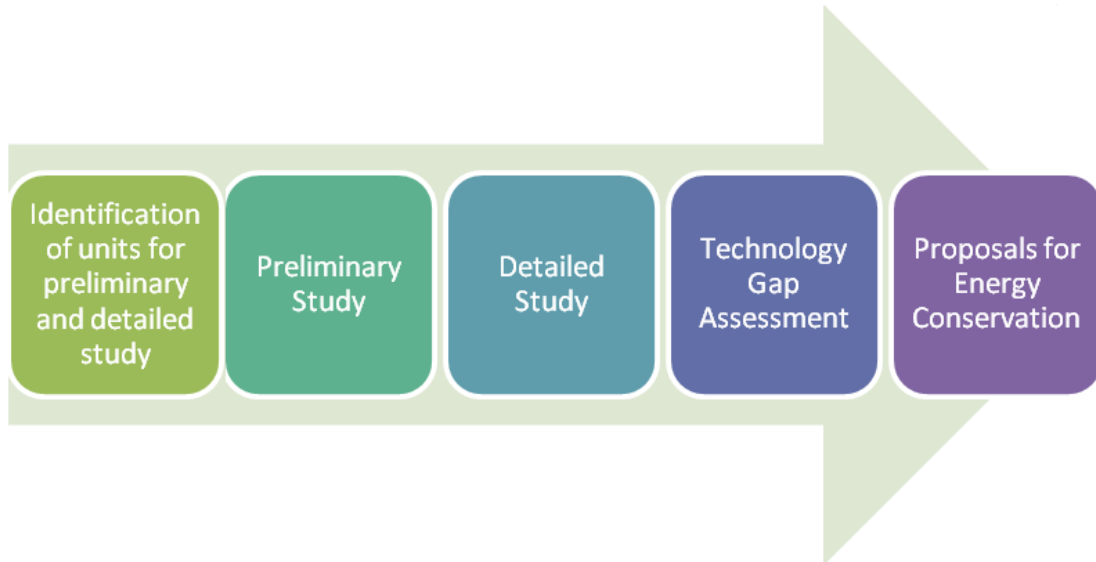 Identification
of units for
preliminary
and detailed
study
Preliminary
Study
Detailed
Study
Technology
Gap
Assessment
Proposals for
Energy
Conservation